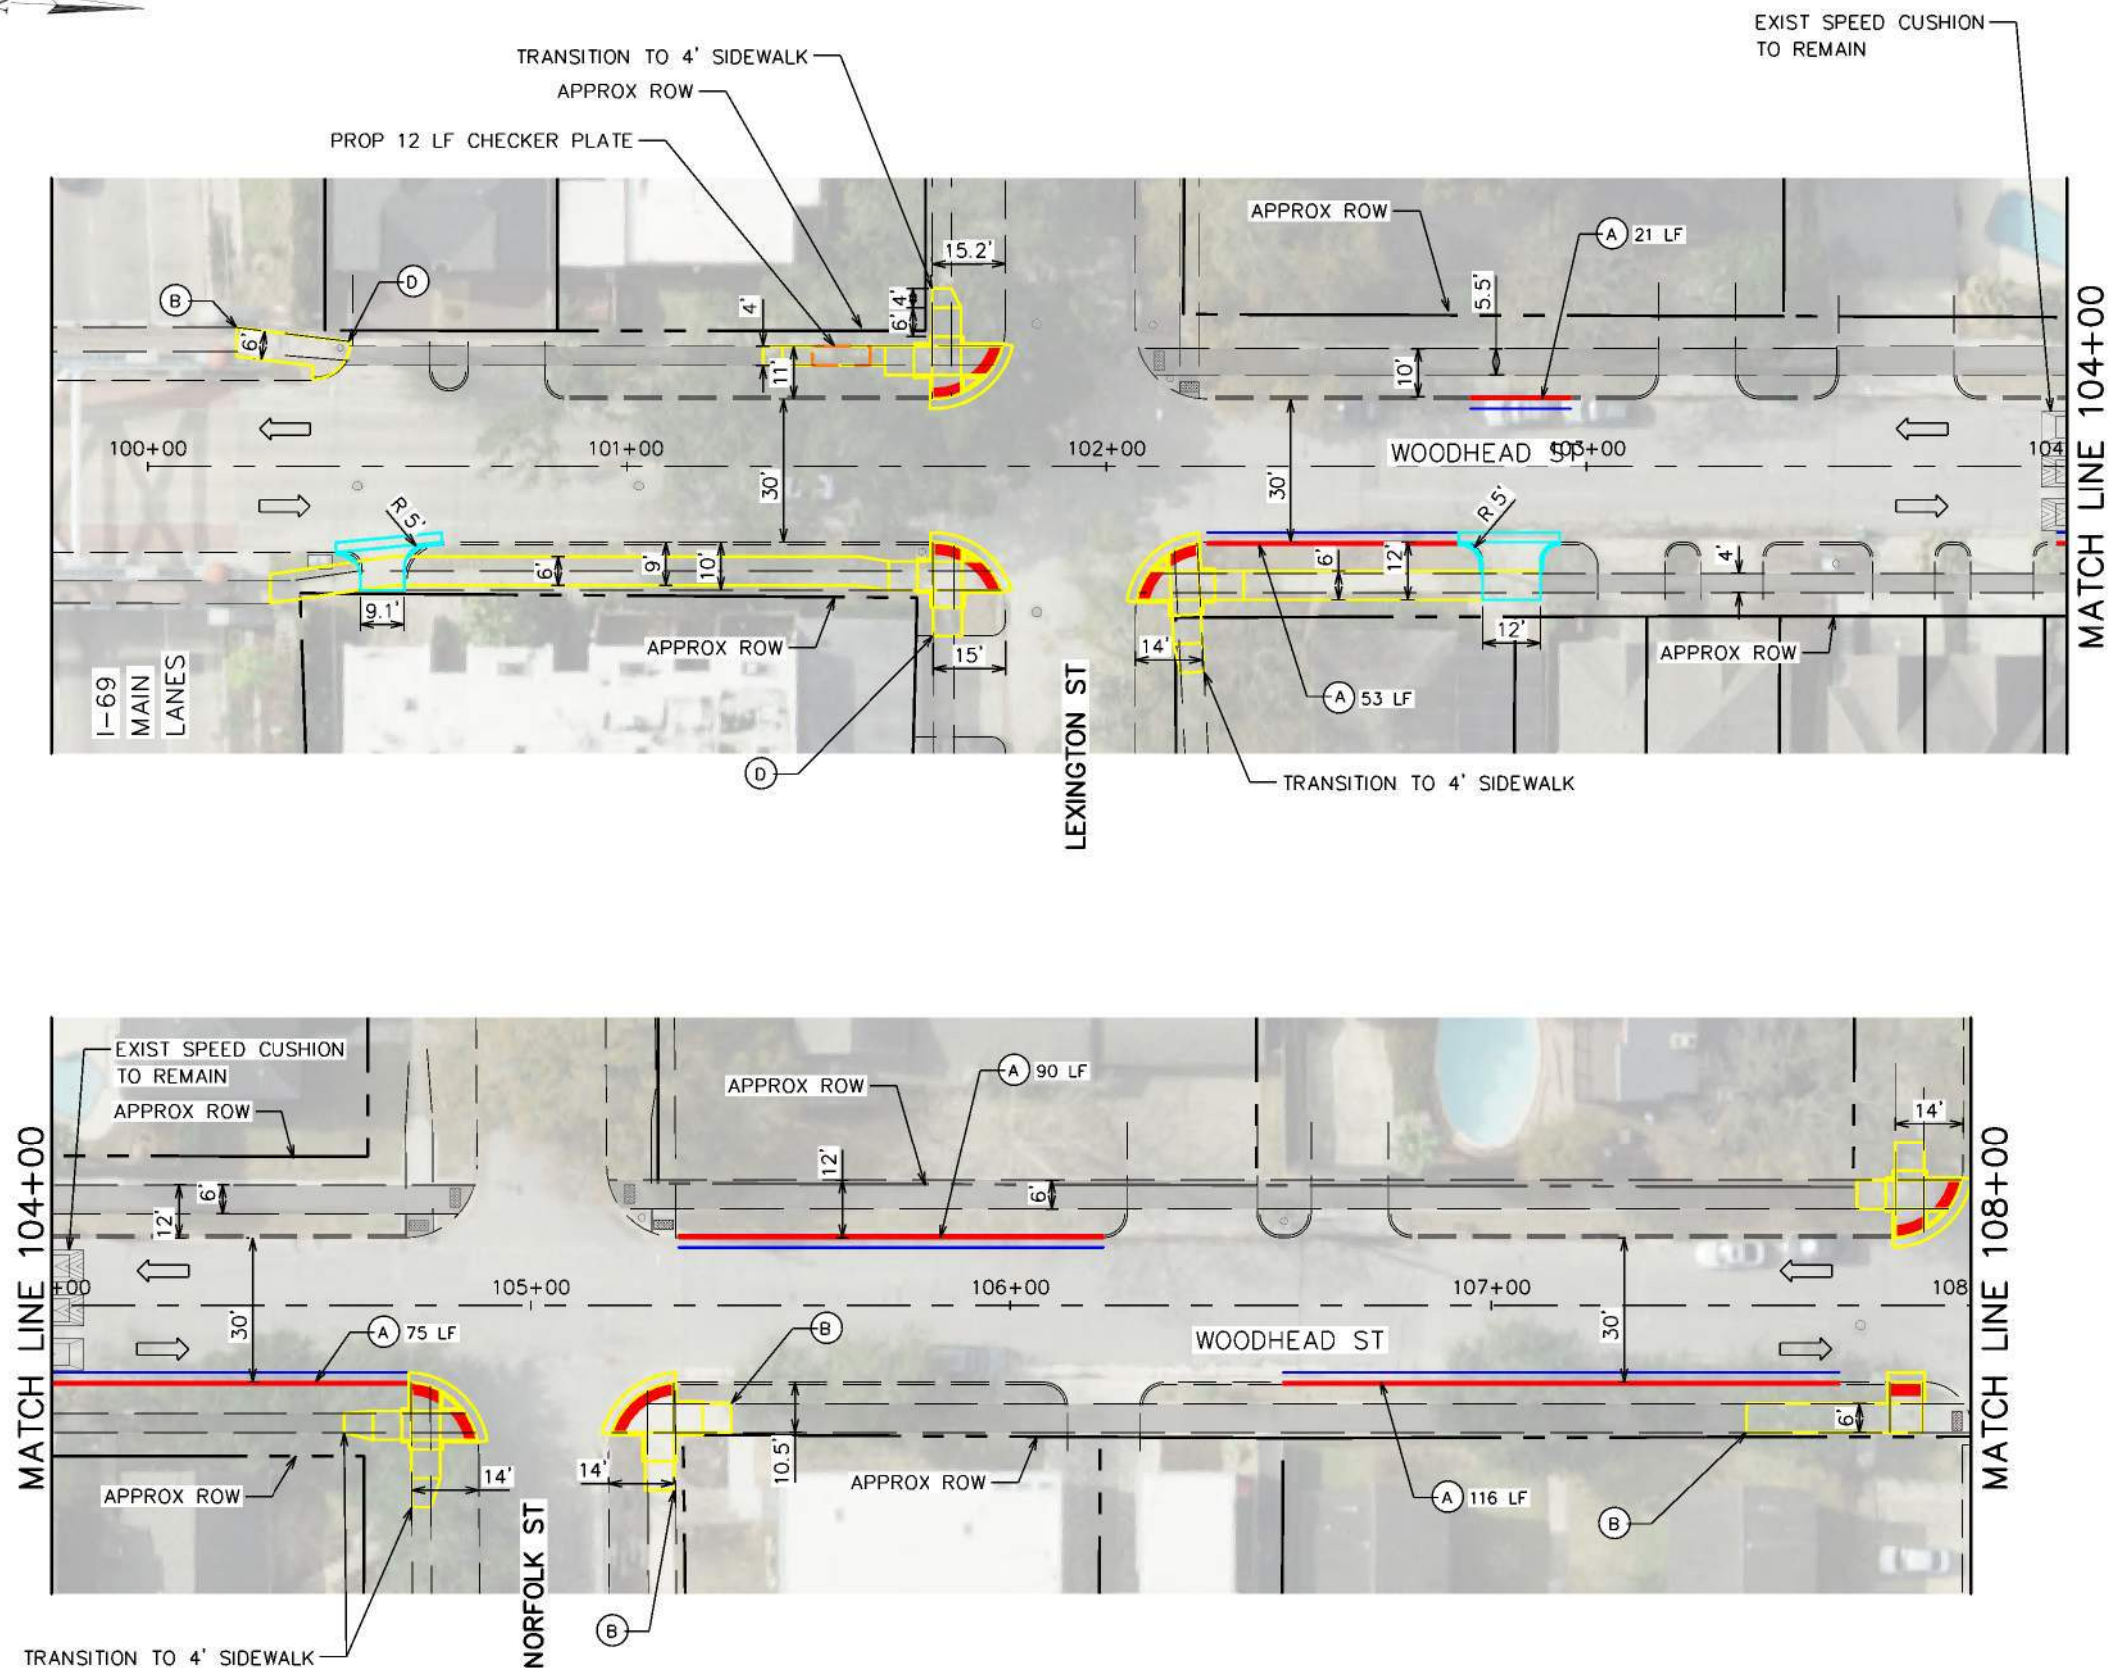 EXIST SPEED CUSHION
TO REMAIN
TRANSITION TO 4' SIDEWALK
APPROX ROW
PROP 12 LF CHECKER PLATE
APPROX ROW
A 21 LF
15.2'
B
D
4'
4'
6'
5.5'
6'
11'
10'
100+00
101+00
102+00
WOODHEAD ST
103+00
104
30'
30'
R 5'
R 5'
6'
9'
10'
6'
12'
4'
9.1'
APPROX ROW
15'
14'
12'
APPROX ROW
A 53 LF
I-69
MAIN
LANES
D
LEXINGTON ST
TRANSITION TO 4' SIDEWALK
MATCH LINE 104+00
EXIST SPEED CUSHION
TO REMAIN
APPROX ROW
APPROX ROW
A 90 LF
14'
12'
6'
12'
6'
+00
105+00
106+00
107+00
108
30'
A 75 LF
B
WOODHEAD ST
30'
6'
10.5'
14'
14'
APPROX ROW
APPROX ROW
A 116 LF
B
B
NORFOLK ST
TRANSITION TO 4' SIDEWALK
MATCH LINE 104+00
MATCH LINE 108+00